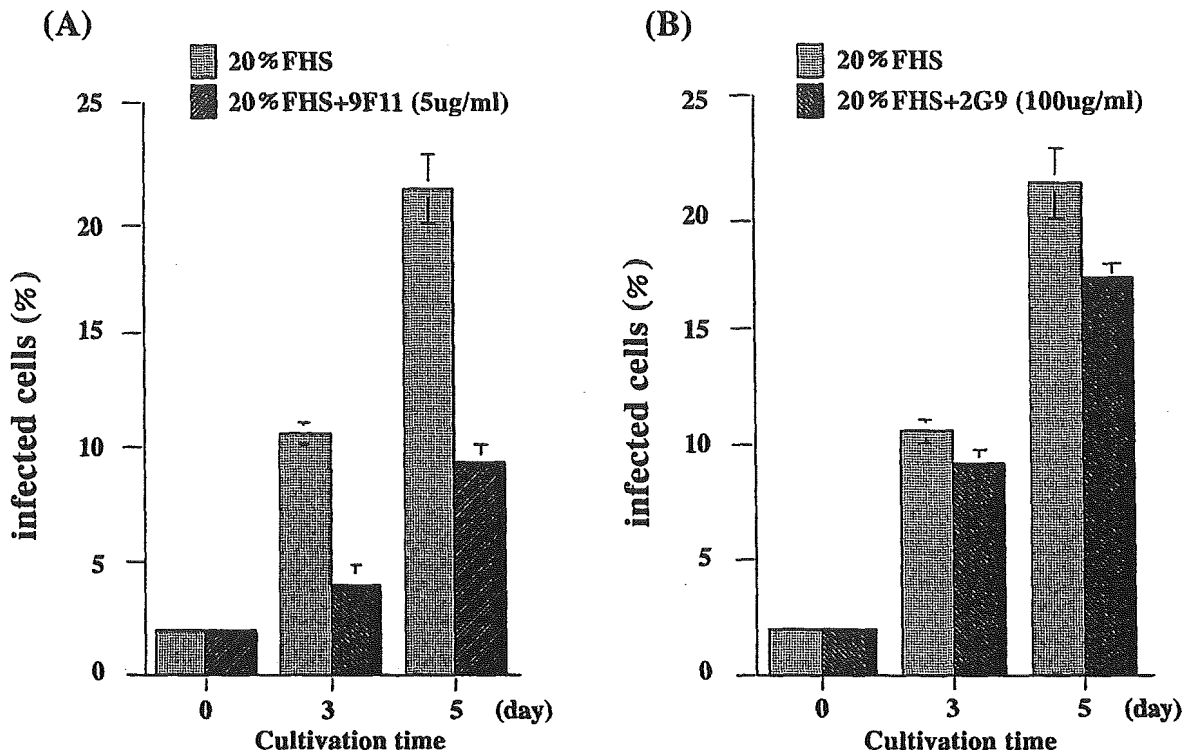 (A)
20%FHS
20%FHS+9F11 (5ug/ml)
25
20
15
10
5
0
infected cells (%)
0 3 5 (day)
Cultivation time
(B)
20%FHS
20%FHS+2G9 (100ug/ml)
25
20
15
10
5
0
infected cells (%)
0 3 5 (day)
Cultivation time